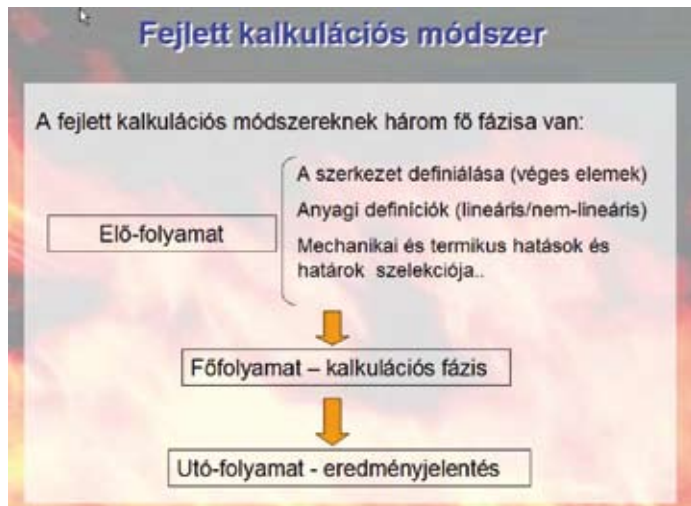 Fejlett kalkulációs módszer
A fejlett kalkulációs módszereknek három fő fázisa van:
Elő-folyamat
A szerkezet definiálása (véges elemek)
Anyagi definíciók (lineáris/nem-lineáris)
Mechanikai és termikus hatások és
határok szelekciója..
Főfolyamat – kalkulációs fázis
Utó-folyamat - eredményjelentés